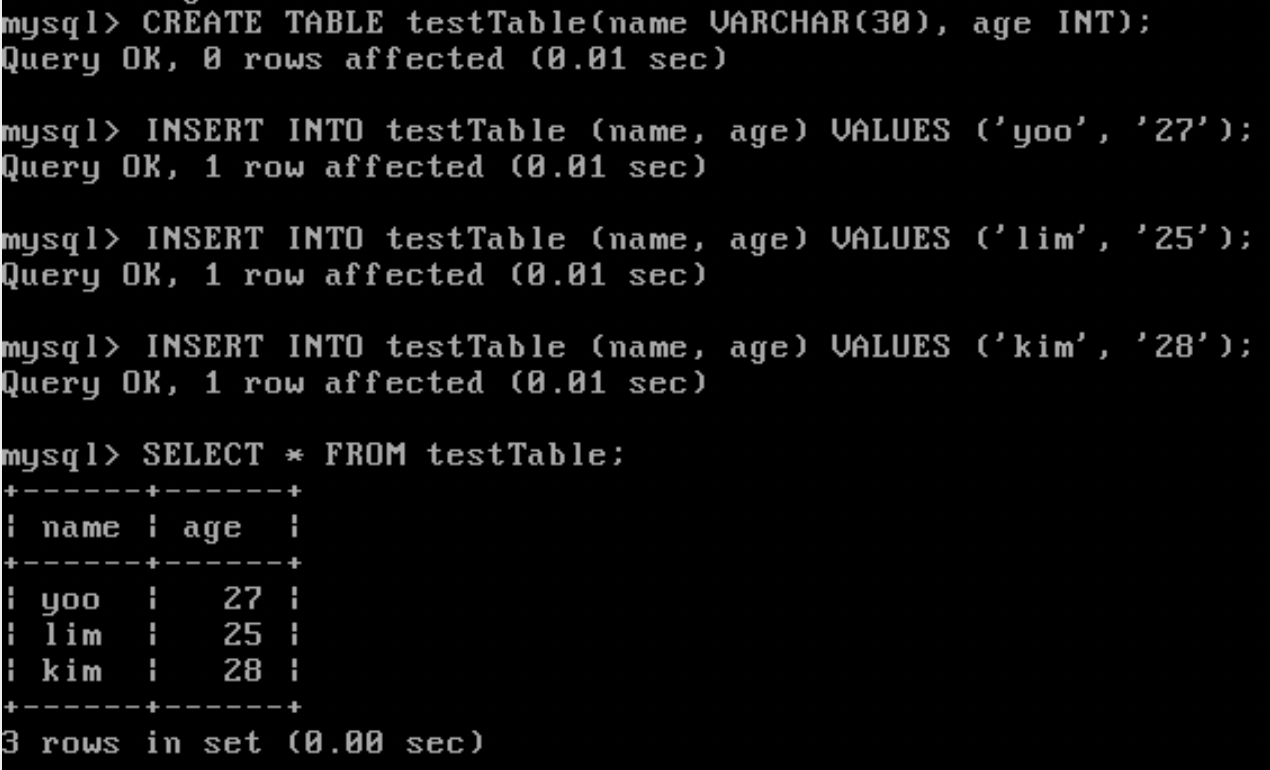 mysql> CREATE TABLE testTable(name VARCHAR(30), age INT);
Query OK, 0 rows affected (0.01 sec)
mysql> INSERT INTO testTable (name, age) VALUES ('yoo', '27');
Query OK, 1 row affected (0.01 sec)
mysql> INSERT INTO testTable (name, age) VALUES ('lim', '25');
Query OK, 1 row affected (0.01 sec)
mysql> INSERT INTO testTable (name, age) VALUES ('kim', '28');
Query OK, 1 row affected (0.01 sec)
mysql> SELECT * FROM testTable;
+------+------+
| name | age  |
+------+------+
| yoo  |   27 |
| lim  |   25 |
| kim  |   28 |
+------+------+
3 rows in set (0.00 sec)